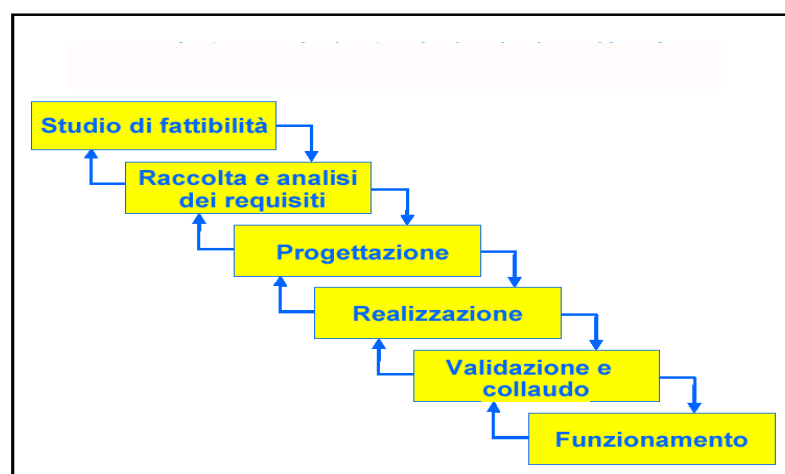 Studio di fattibilità
Raccolta e analisi
dei requisiti
Progettazione
Realizzazione
Validazione e
collaudo
Funzionamento